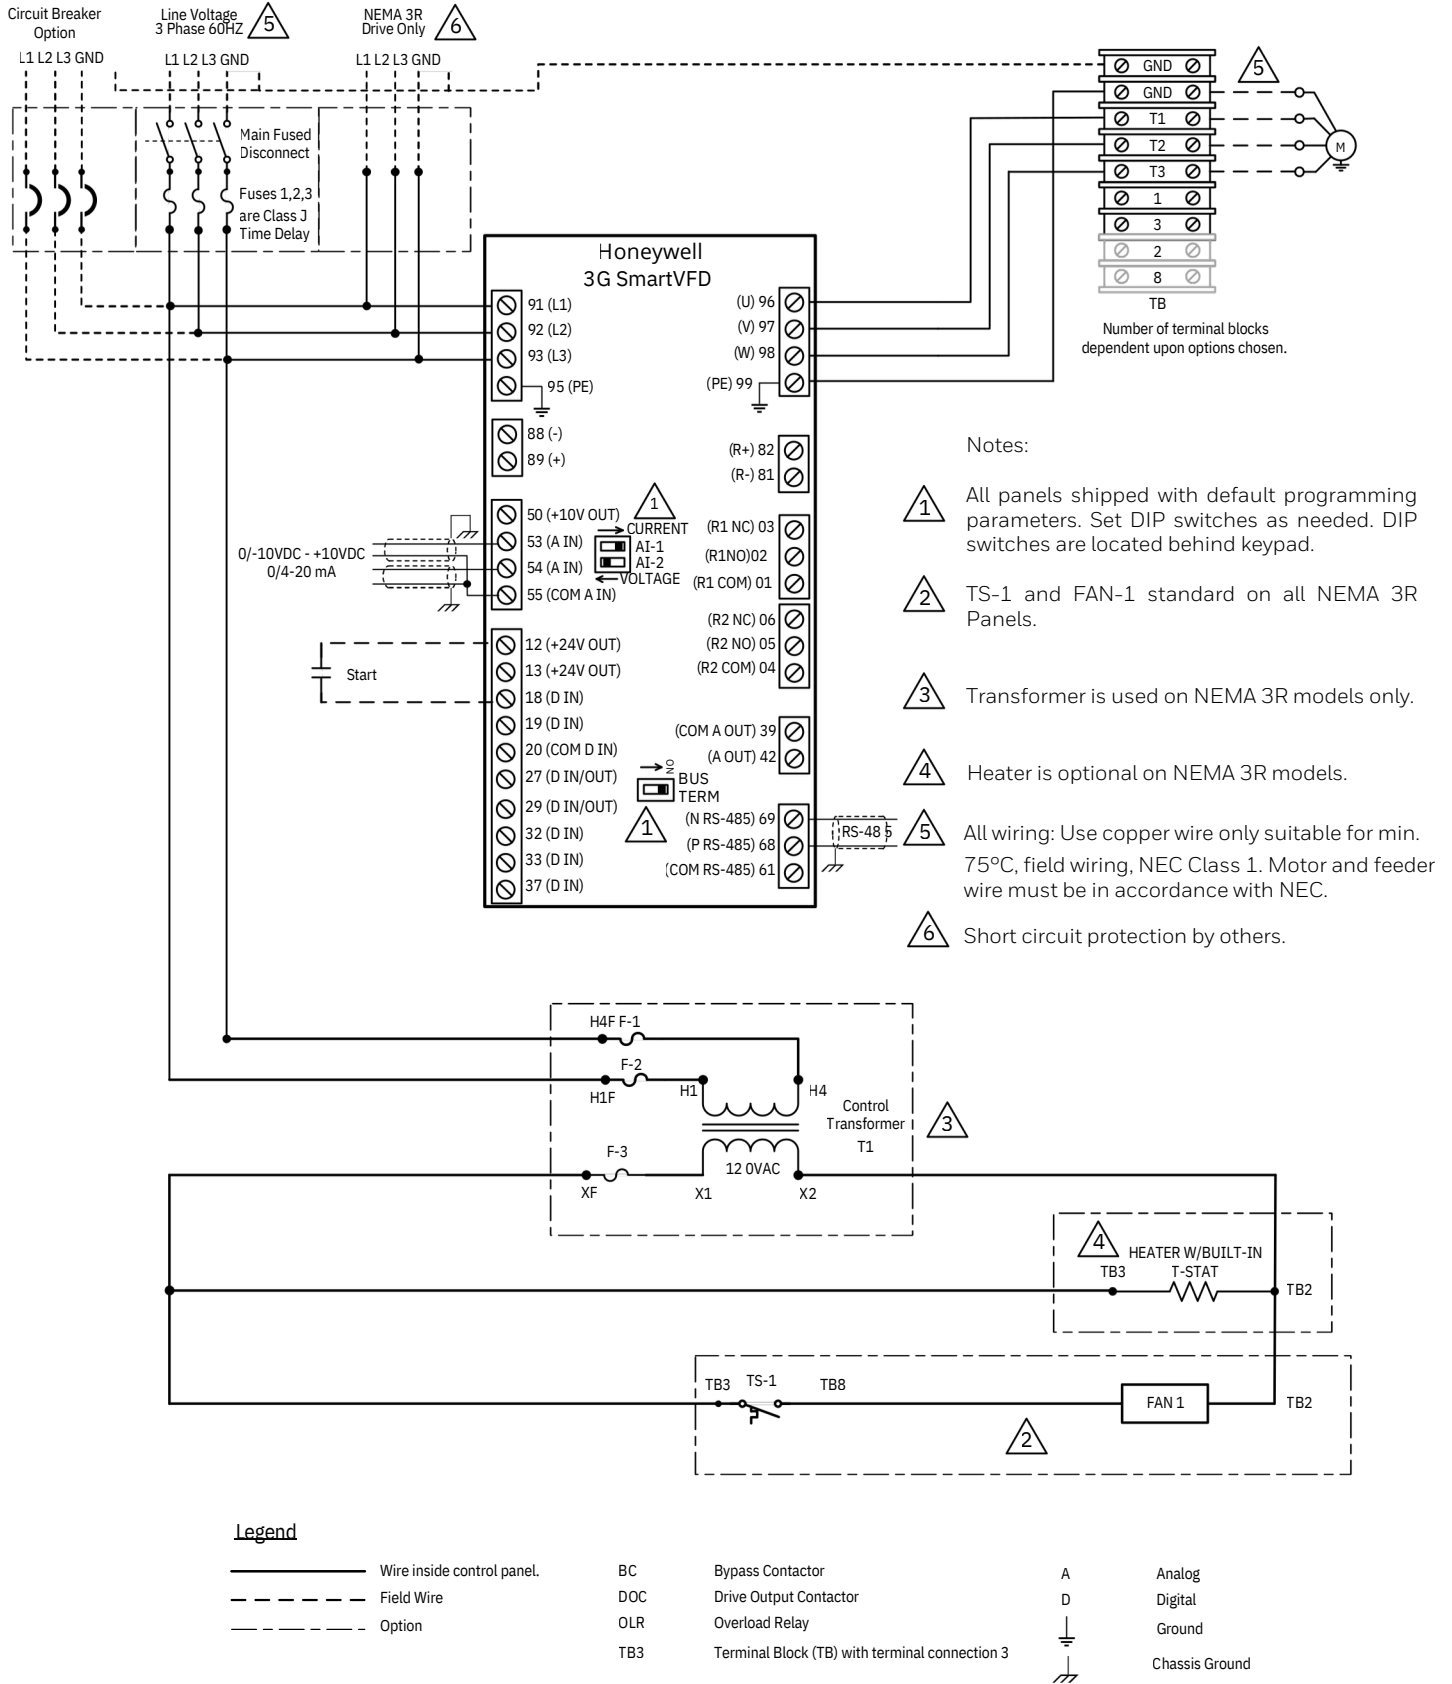 Circuit Breaker
Option
L1 L2 L3 GND
Line Voltage
3 Phase 60HZ
5
L1 L2 L3 GND
NEMA 3R
Drive Only
6
L1 L2 L3 GND
Main Fused
Disconnect
Fuses 1,2,3
are Class J
Time Delay
GND
GND
T1
T2
T3
1
3
2
8
TB
5
M
Number of terminal blocks
dependent upon options chosen.
Honeywell
3G SmartVFD
91 (L1)
92 (L2)
93 (L3)
95 (PE)
88 (-)
89 (+)
50 (+10V OUT)
53 (A IN)
54 (A IN)
55 (COM A IN)
1
CURRENT
AI-1
AI-2
VOLTAGE
0/-10VDC - +10VDC
0/4-20 mA
12 (+24V OUT)
13 (+24V OUT)
18 (D IN)
19 (D IN)
20 (COM D IN)
27 (D IN/OUT)
29 (D IN/OUT)
32 (D IN)
33 (D IN)
37 (D IN)
Start
ON
BUS
TERM
1
(U) 96
(V) 97
(W) 98
(PE) 99
(R+) 82
(R-) 81
(R1 NC) 03
(R1NO)02
(R1 COM) 01
(R2 NC) 06
(R2 NO) 05
(R2 COM) 04
(COM A OUT) 39
(A OUT) 42
(N RS-485) 69
(P RS-485) 68
(COM RS-485) 61
RS-48 5
Notes:
1
All panels shipped with default programming
parameters. Set DIP switches as needed. DIP
switches are located behind keypad.
2
TS-1 and FAN-1 standard on all NEMA 3R
Panels.
3
Transformer is used on NEMA 3R models only.
4
Heater is optional on NEMA 3R models.
5
All wiring: Use copper wire only suitable for min.
75ºC, field wiring, NEC Class 1. Motor and feeder
wire must be in accordance with NEC.
6
Short circuit protection by others.
H4F F-1
F-2
H1F
H1
H4
Control
Transformer
T1
3
F-3
12 0VAC
XF
X1
X2
4
HEATER W/BUILT-IN
TB3
T-STAT
TB2
TB3
TS-1
TB8
FAN 1
TB2
2
Legend
Wire inside control panel.
Field Wire
Option
BC Bypass Contactor
DOC Drive Output Contactor
OLR Overload Relay
TB3 Terminal Block (TB) with terminal connection 3
A Analog
D Digital
Ground
Chassis Ground